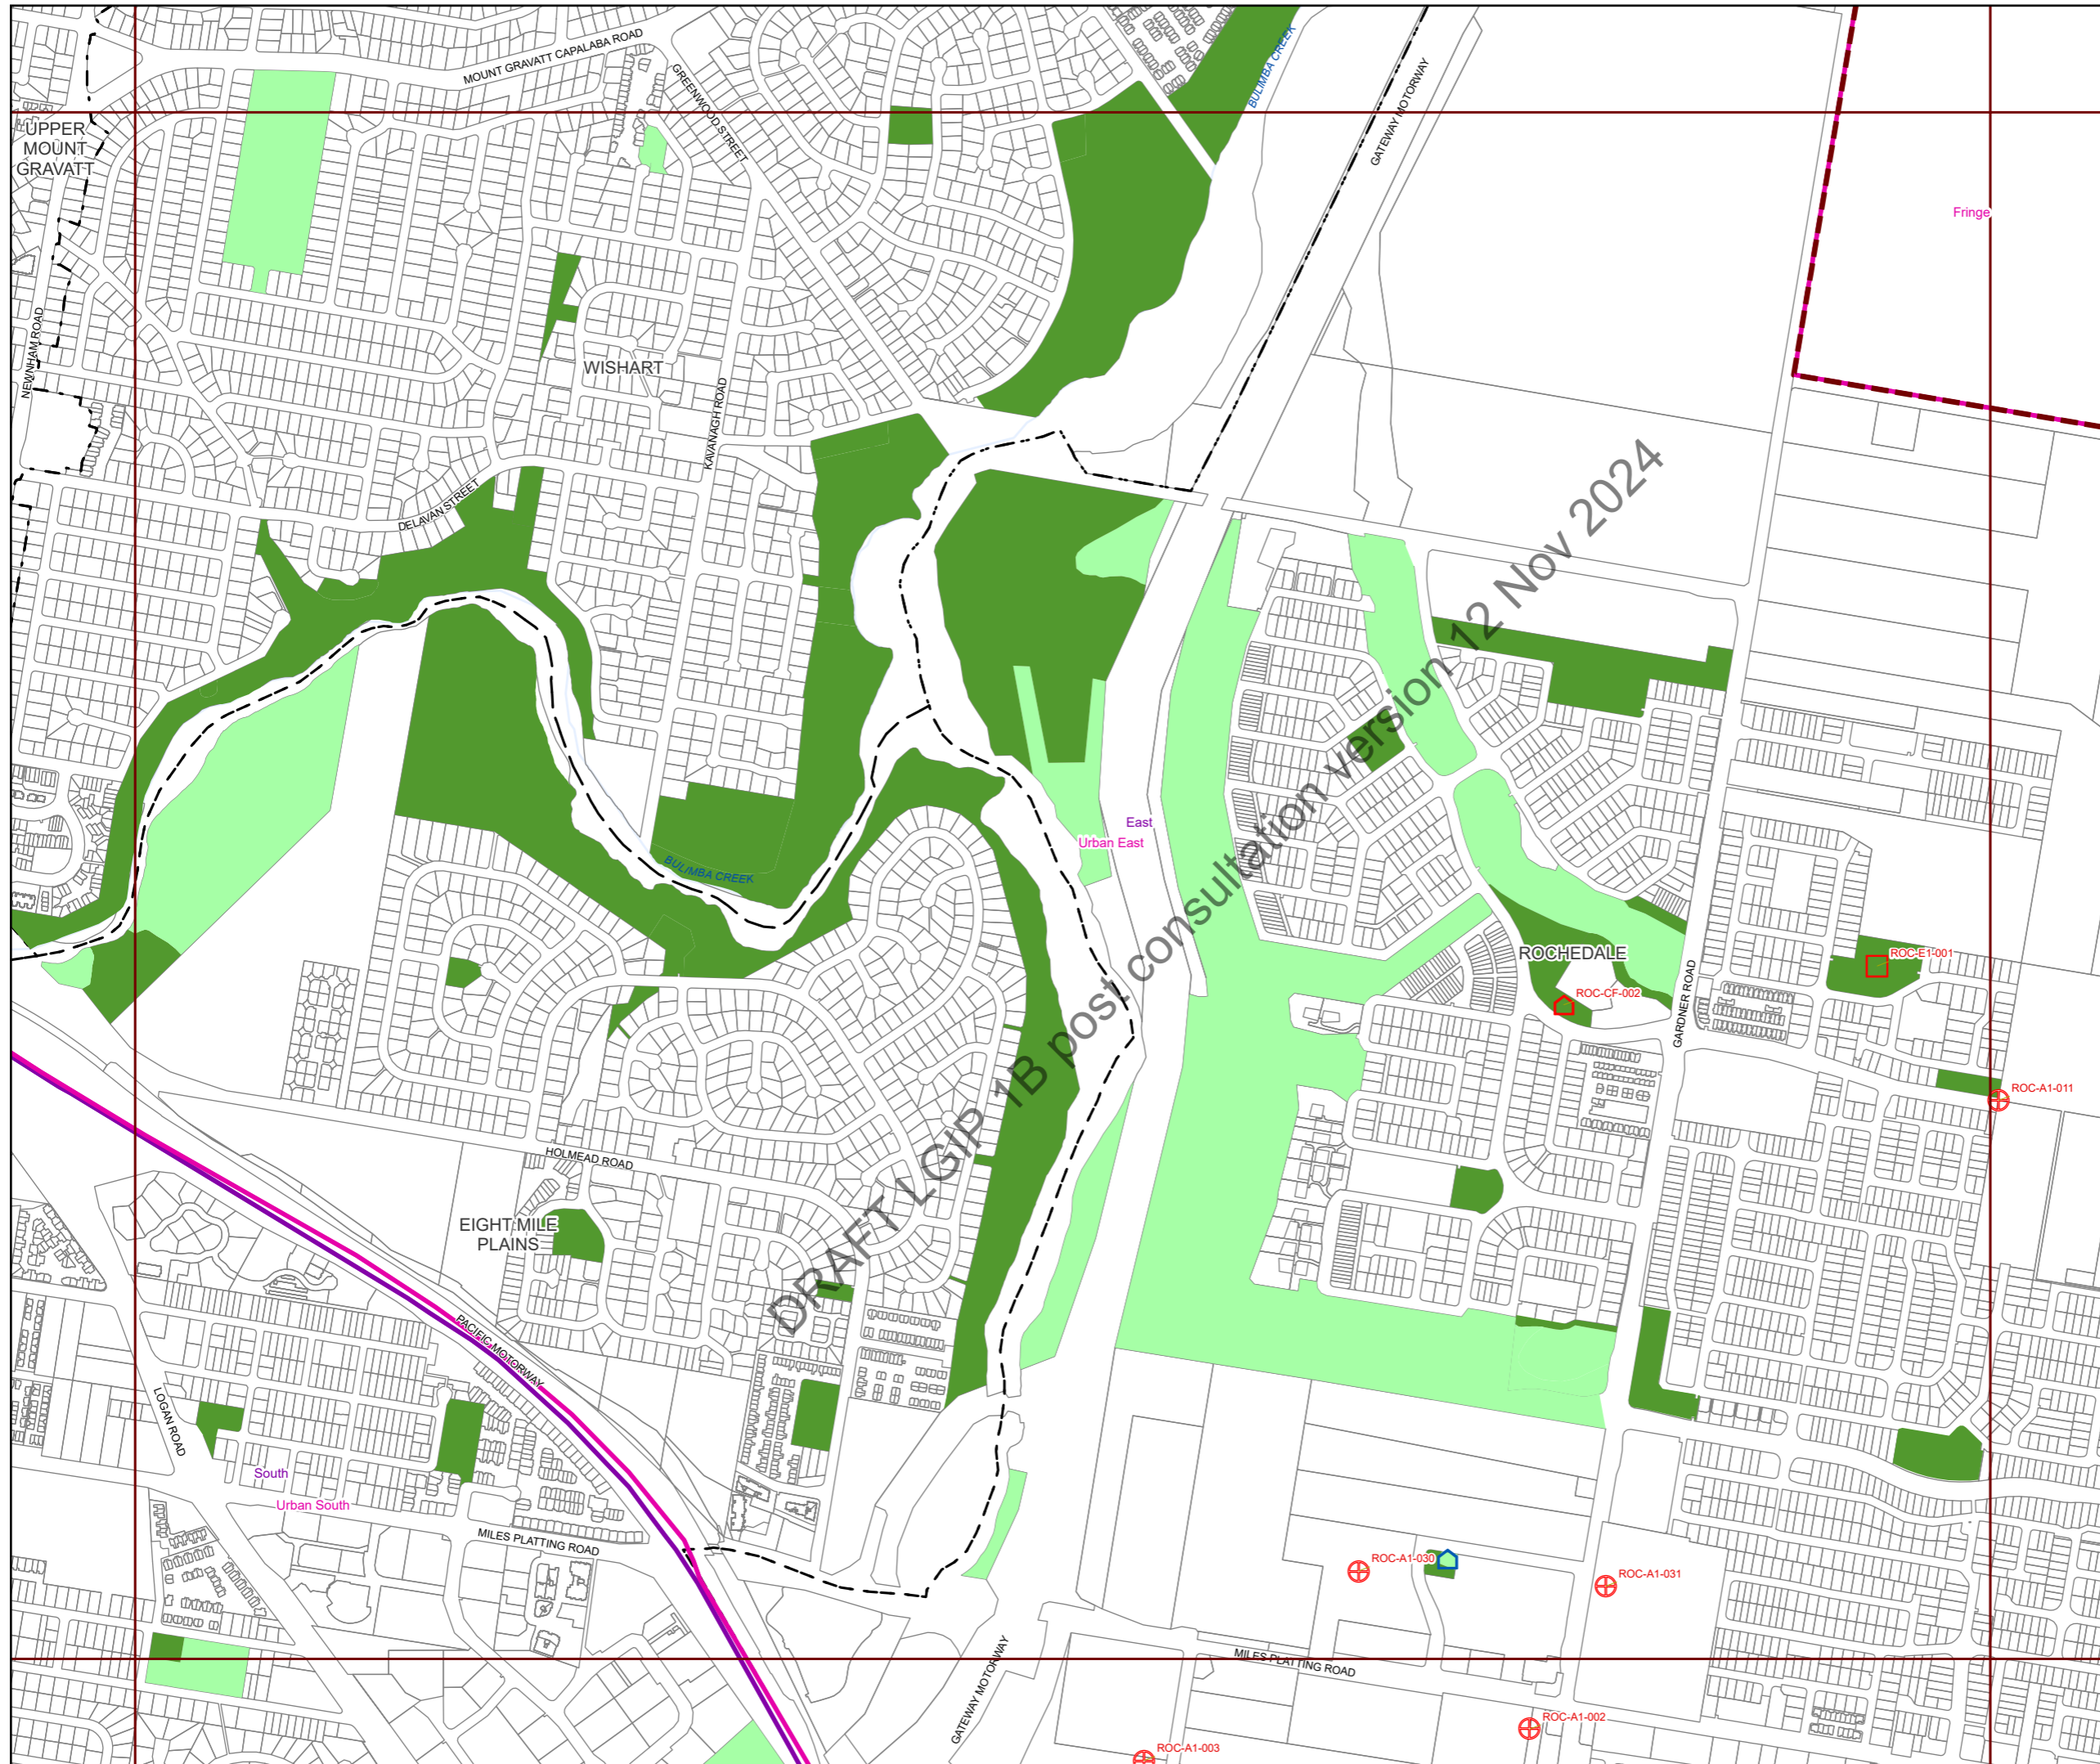 MOUNT GRAVATT CAPALABA ROAD
GREENWOOD STREET
BULIMBA CREEK
GATEWAY MOTORWAY
UPPER
MOUNT
GRAVATT
Fringe
NEWNHAM ROAD
WISHART
KAVANAGH ROAD
DELAVAN STREET
DRAFT LGIP 1B post consultation version 12 Nov 2024
East
Urban East
BULIMBA CREEK
ROCHEDALE
ROC-E1-001
ROC-CF-002
GARDNER ROAD
ROC-A1-011
HOLMEAD ROAD
EIGHT MILE
PLAINS
PACIFIC MOTORWAY
LOGAN ROAD
South
Urban South
MILES PLATTING ROAD
ROC-A1-030
ROC-A1-031
GATEWAY MOTORWAY
MILES PLATTING ROAD
ROC-A1-002
ROC-A1-003